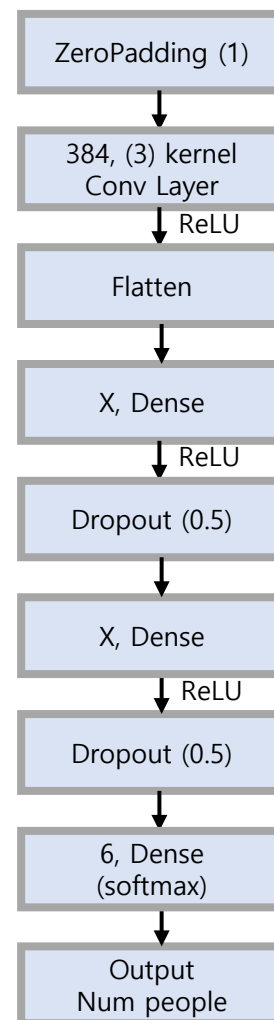 ZeroPadding (1)
384, (3) kernel
Conv Layer
ReLU
Flatten
X, Dense
ReLU
Dropout (0.5)
X, Dense
ReLU
Dropout (0.5)
6, Dense
(softmax)
Output
Num people